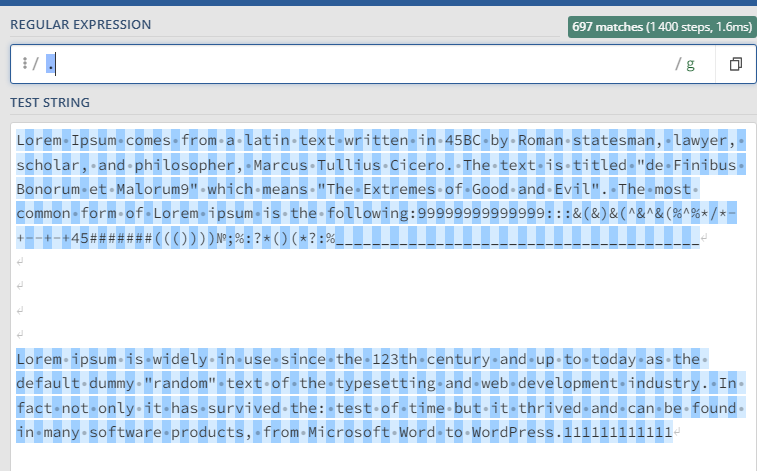 REGULAR EXPRESSION
697 matches (1 400 steps, 1.6ms)
/ .
/ g
TEST STRING
Lorem Ipsum comes from a latin text written in 45BC by Roman statesman, lawyer,
scholar, and philosopher, Marcus Tullius Cicero. The text is titled "de Finibus
Bonorum et Malorum9" which means "The Extremes of Good and Evil". The most
common form of Lorem ipsum is the following:99999999999999:::&(&)&(^&^&(%^%*/*-
+--+-+45#######((())))№;%:?*()(*?:%________________________________________
Lorem ipsum is widely in use since the 123th century and up to today as the
default dummy "random" text of the typesetting and web development industry. In
fact not only it has survived the: test of time but it thrived and can be found
in many software products, from Microsoft Word to WordPress.111111111111